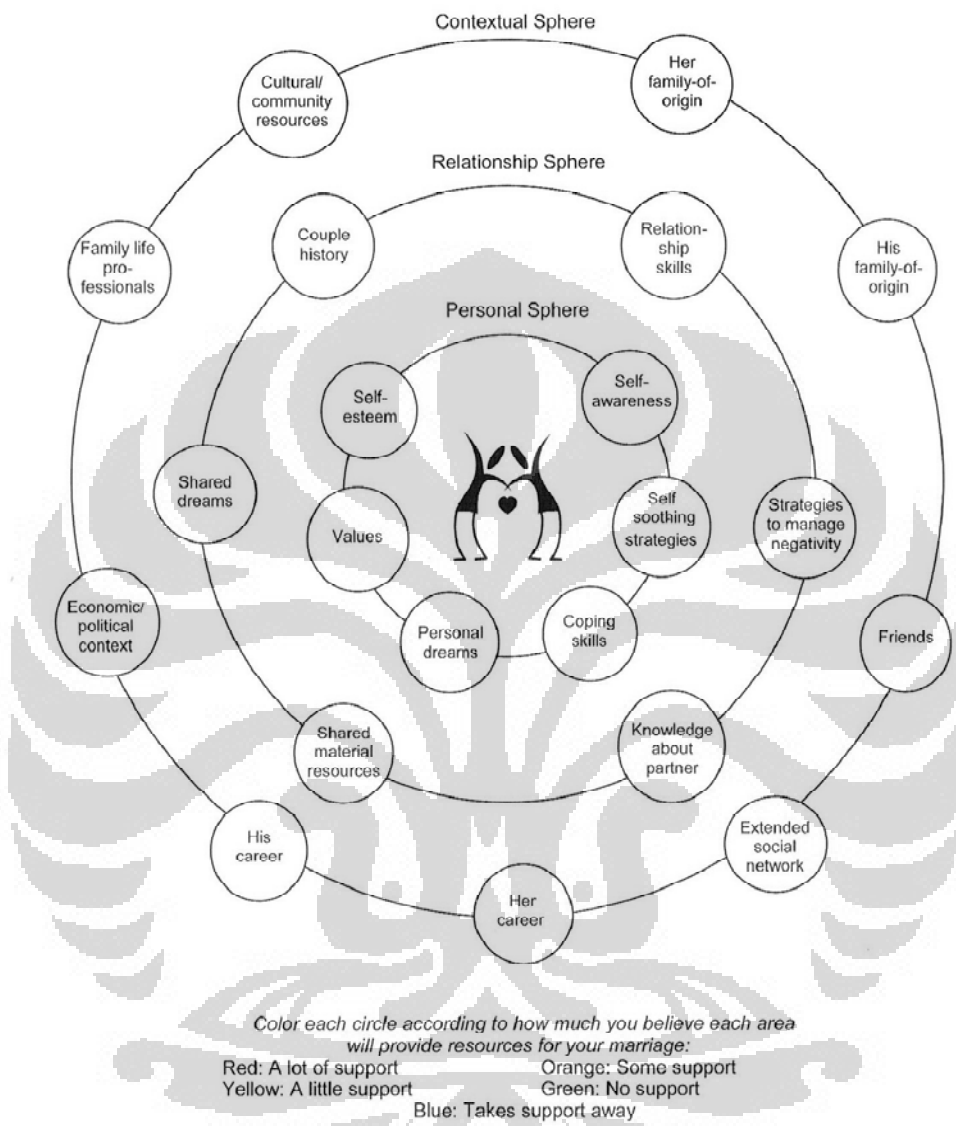 Contextual Sphere
Cultural/
community
resources
Her
family-of-
origin
Relationship Sphere
Family life
pro-
fessionals
Couple
history
Relation-
ship
skills
His
family-of-
origin
Personal Sphere
Self-
esteem
Self-
awareness
Shared
dreams
Values
Self
soothing
strategies
Strategies
to manage
negativity
Economic/
political
context
Personal
dreams
Coping
skills
Friends
Shared
material
resources
Knowledge
about
partner
His
career
Extended
social
network
Her
career
Color each circle according to how much you believe each area
will provide resources for your marriage:
Red: A lot of support
Orange: Some support
Yellow: A little support
Green: No support
Blue: Takes support away